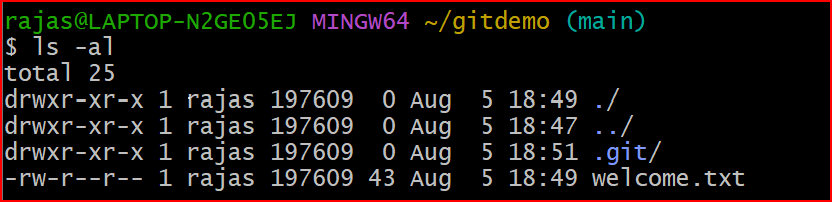 rajas@LAPTOP-N2GE05EJ MINGW64 ~/gitdemo (main)
$ ls -al
total 25
drwxr-xr-x 1 rajas 197609  0 Aug  5 18:49 ./
drwxr-xr-x 1 rajas 197609  0 Aug  5 18:47 ../
drwxr-xr-x 1 rajas 197609  0 Aug  5 18:51 .git/
-rw-r--r-- 1 rajas 197609 43 Aug  5 18:49 welcome.txt